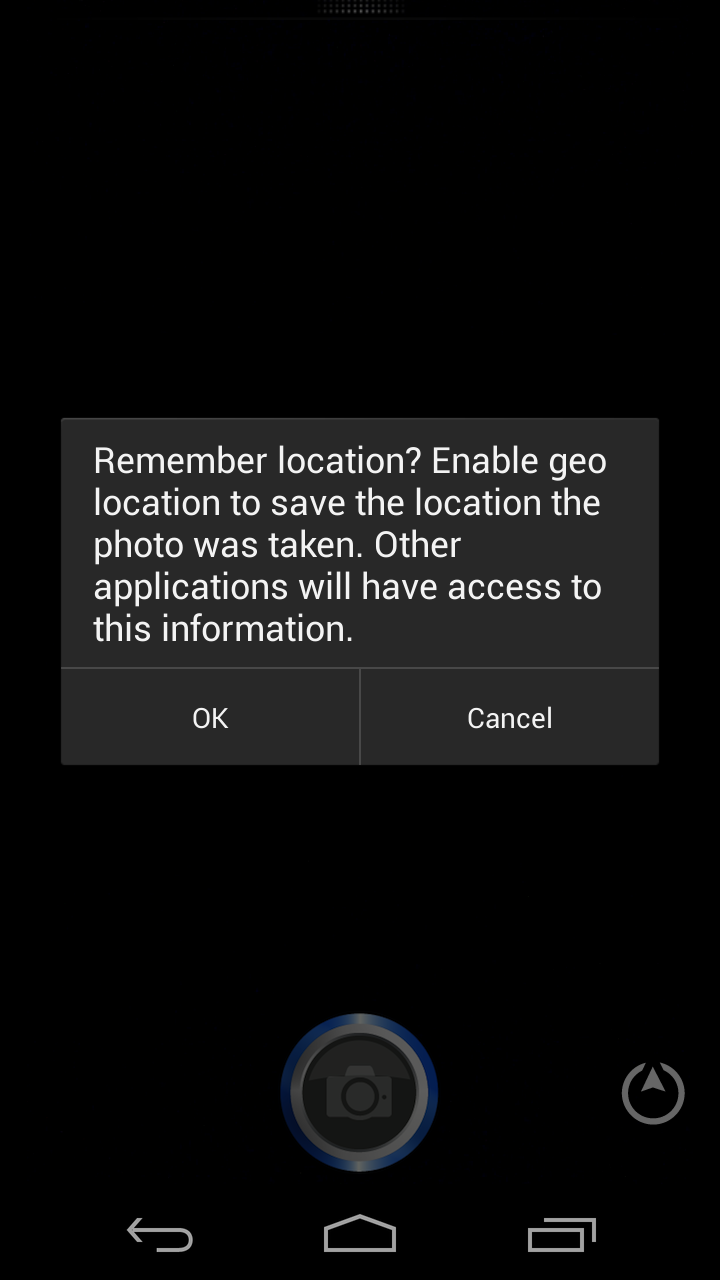 Remember location? Enable geo
location to save the location the
photo was taken. Other
applications will have access to
this information.
OK
Cancel